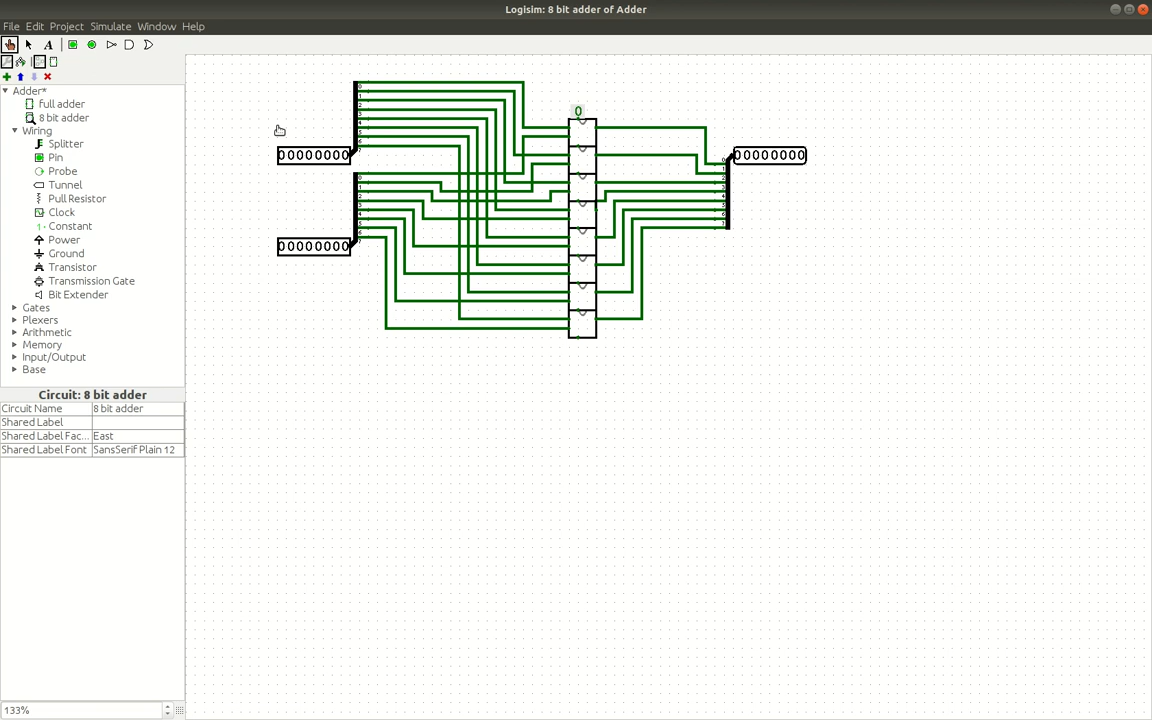 Logisim: 8 bit adder of Adder
File Edit Project Simulate Window Help
A
Adder*
full adder
8 bit adder
Wiring
Splitter
Pin
Probe
Tunnel
Pull Resistor
Clock
Constant
Power
Ground
Transistor
Transmission Gate
Bit Extender
Gates
Plexers
Arithmetic
Memory
Input/Output
Base
Circuit: 8 bit adder
Circuit Name 8 bit adder
Shared Label
Shared Label Fac... East
Shared Label Font SansSerif Plain 12
133%
0
00000000
00000000
00000000